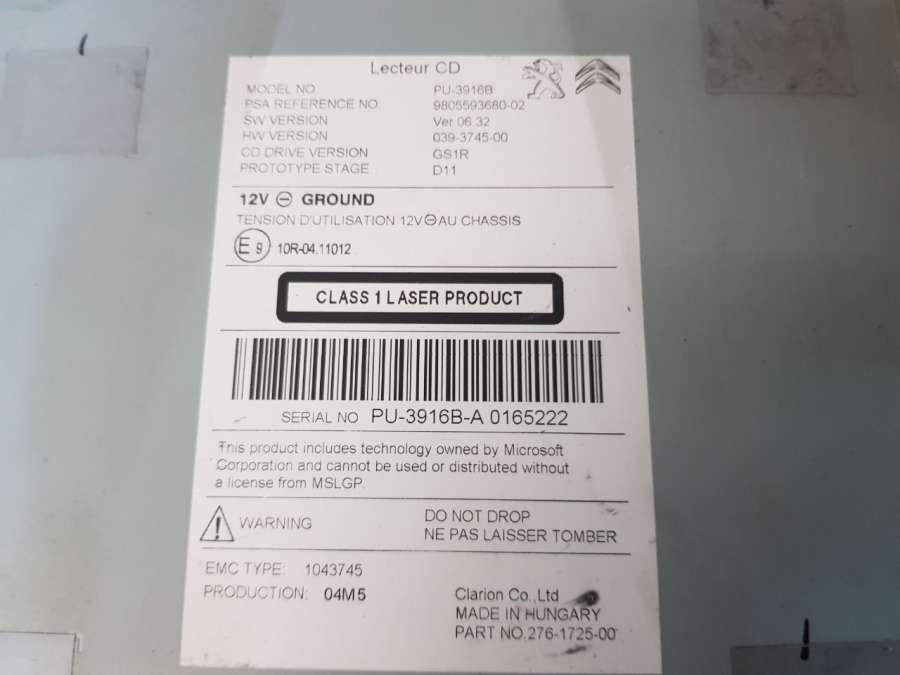 Lecteur CD
MODEL NO. PU-3916B
PSA REFERENCE NO. 9805593680-02
SW VERSION Ver 06.32
HW VERSION 039-3745-00
CD DRIVE VERSION GS1R
PROTOTYPE STAGE D11
12V ⊖ GROUND
TENSION D'UTILISATION 12V⊖AU CHASSIS
E9 10R-04.11012
CLASS 1 LASER PRODUCT
SERIAL NO PU-3916B-A 0165222
This product includes technology owned by Microsoft
Corporation and cannot be used or distributed without
a license from MSLGP.
WARNING DO NOT DROP
NE PAS LAISSER TOMBER
EMC TYPE: 1043745
PRODUCTION: 04M5
Clarion Co.,Ltd
MADE IN HUNGARY
PART NO.276-1725-00